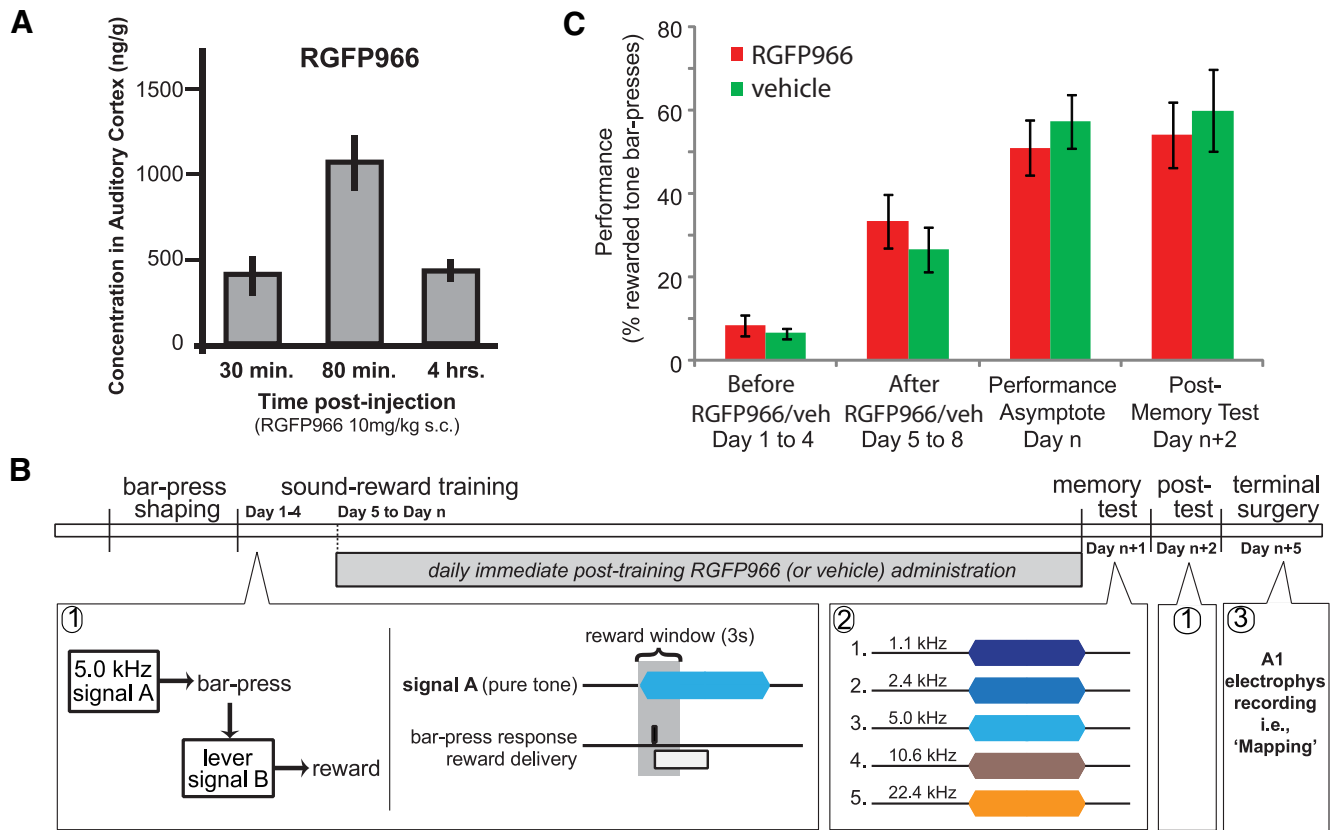 A
RGFP966
Concentration in Auditory Cortex (ng/g)
1500
1000
500
0
30 min.
80 min.
4 hrs.
Time post-injection
(RGFP966 10mg/kg s.c.)
C
Performance
(% rewarded tone bar-presses)
80
60
40
20
0
RGFP966
vehicle
Before
RGFP966/veh
Day 1 to 4
After
RGFP966/veh
Day 5 to 8
Performance
Asymptote
Day n
Post-
Memory Test
Day n+2
B
bar-press
shaping
sound-reward training
Day 1-4
Day 5 to Day n
memory
test
Day n+1
post-
test
Day n+2
terminal
surgery
Day n+5
daily immediate post-training RGFP966 (or vehicle) administration
1
5.0 kHz
signal A
bar-press
lever
signal B
reward
reward window (3s)
signal A (pure tone)
bar-press response
reward delivery
2
1. 1.1 kHz
2. 2.4 kHz
3. 5.0 kHz
4. 10.6 kHz
5. 22.4 kHz
1
3
A1
electrophys
recording
i.e.,
‘Mapping’